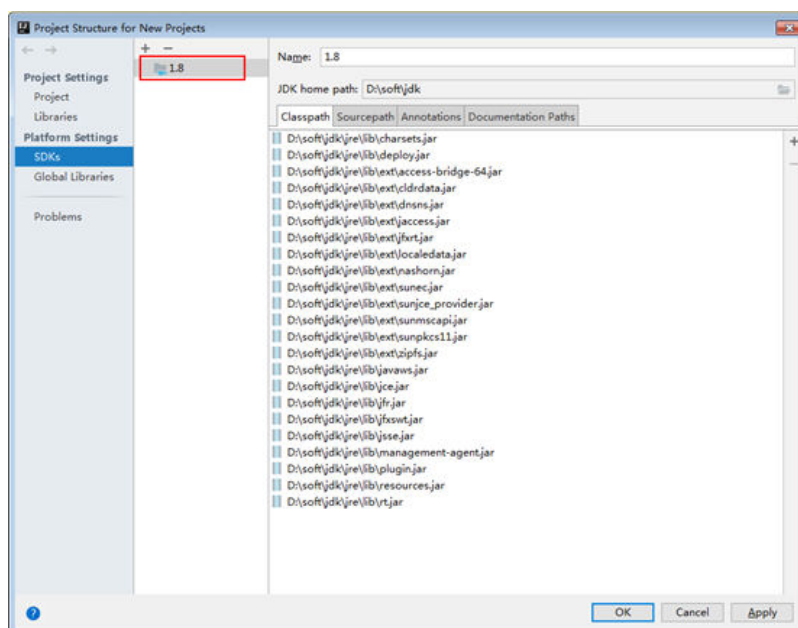 Project Structure for New Projects
Project Settings
Project
Libraries
Platform Settings
SDKs
Global Libraries
Problems
1.8
Name: 1.8
JDK home path: D:\soft\jdk
Classpath Sourcepath Annotations Documentation Paths
D:\soft\jdk\jre\lib\charsets.jar
D:\soft\jdk\jre\lib\deploy.jar
D:\soft\jdk\jre\lib\ext\access-bridge-64.jar
D:\soft\jdk\jre\lib\ext\cldrdata.jar
D:\soft\jdk\jre\lib\ext\dnsns.jar
D:\soft\jdk\jre\lib\ext\jaccess.jar
D:\soft\jdk\jre\lib\ext\jfxrt.jar
D:\soft\jdk\jre\lib\ext\localedata.jar
D:\soft\jdk\jre\lib\ext\nashorn.jar
D:\soft\jdk\jre\lib\ext\sunec.jar
D:\soft\jdk\jre\lib\ext\sunjce_provider.jar
D:\soft\jdk\jre\lib\ext\sunmscapi.jar
D:\soft\jdk\jre\lib\ext\sunpkcs11.jar
D:\soft\jdk\jre\lib\ext\zipfs.jar
D:\soft\jdk\jre\lib\javaws.jar
D:\soft\jdk\jre\lib\jce.jar
D:\soft\jdk\jre\lib\jfr.jar
D:\soft\jdk\jre\lib\jfxswt.jar
D:\soft\jdk\jre\lib\jsse.jar
D:\soft\jdk\jre\lib\management-agent.jar
D:\soft\jdk\jre\lib\plugin.jar
D:\soft\jdk\jre\lib\resources.jar
D:\soft\jdk\jre\lib\rt.jar
OK Cancel Apply